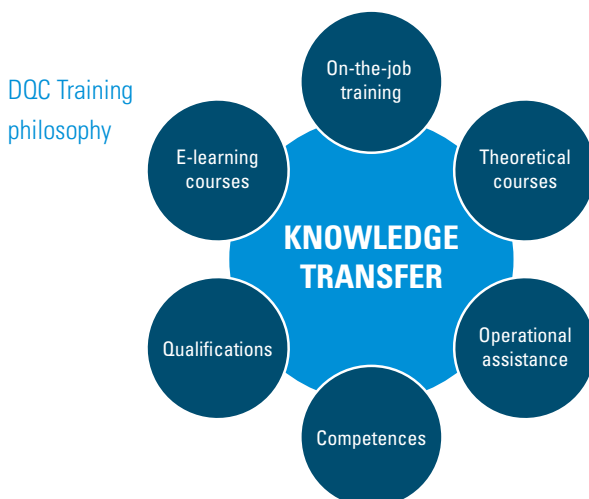 DQC Training
philosophy
On-the-job
training
E-learning
courses
Theoretical
courses
KNOWLEDGE
TRANSFER
Qualifications
Operational
assistance
Competences